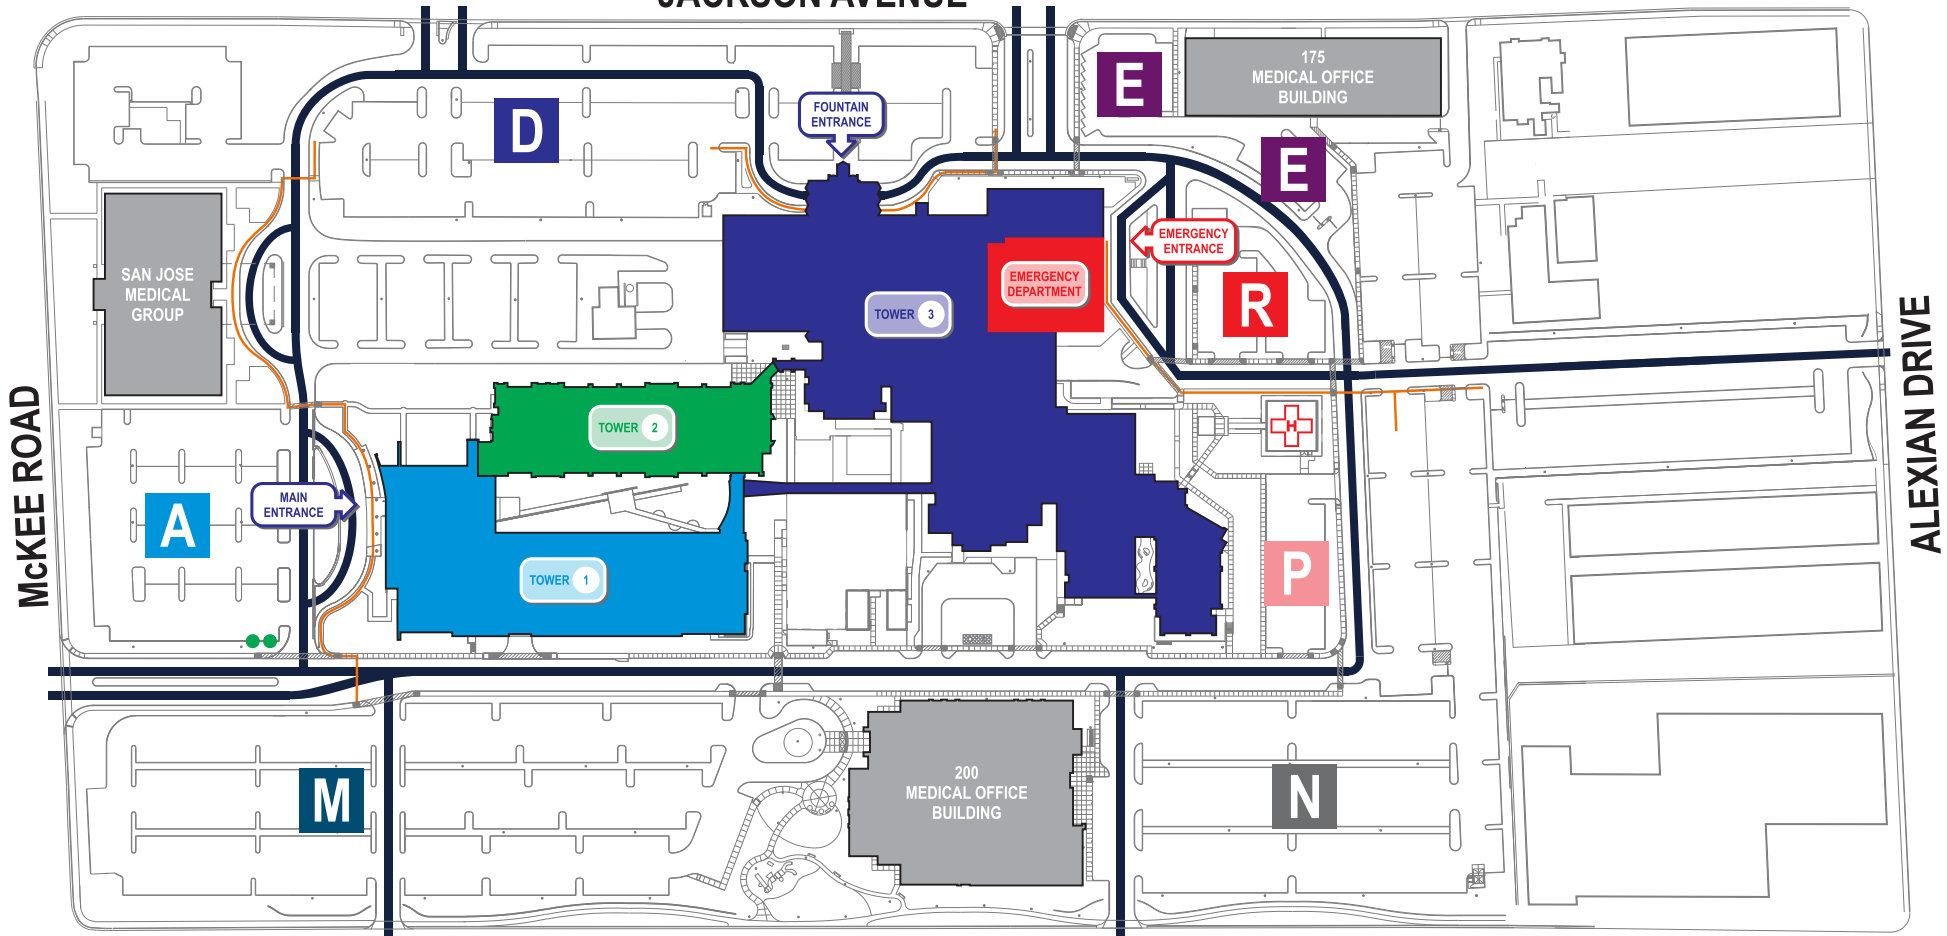 JACKSON AVENUE
E
175
MEDICAL OFFICE
BUILDING
D
FOUNTAIN
ENTRANCE
E
EMERGENCY
ENTRANCE
SAN JOSE
MEDICAL
GROUP
EMERGENCY
DEPARTMENT
R
TOWER 3
McKEE ROAD
ALEXIAN DRIVE
TOWER 2
H
MAIN
ENTRANCE
A
TOWER 1
P
M
200
MEDICAL OFFICE
BUILDING
N